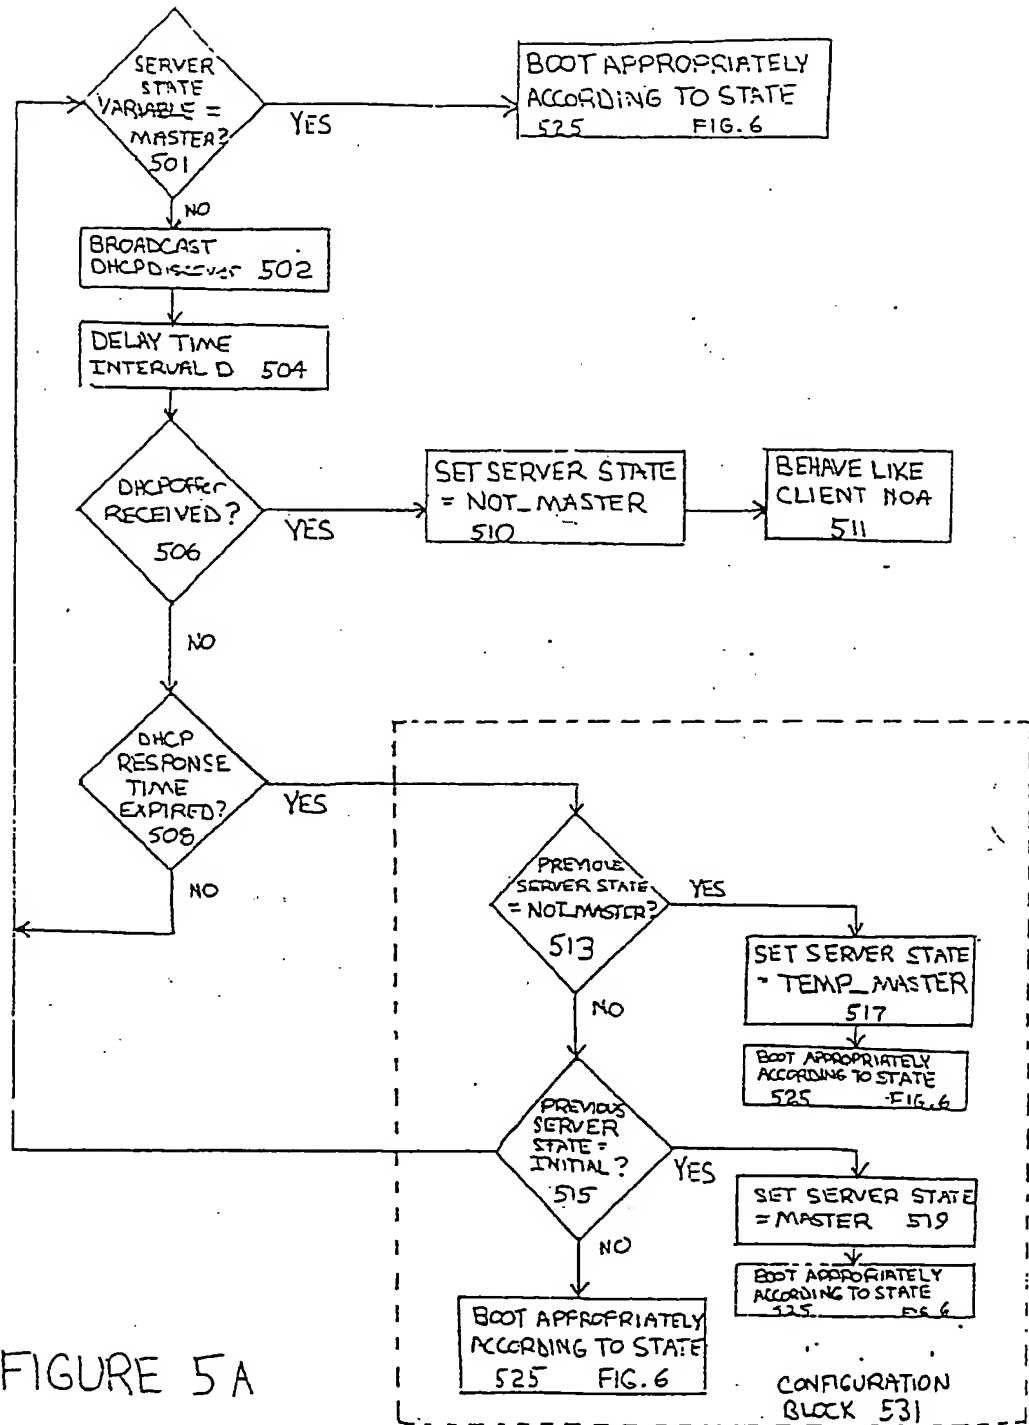 SERVER
STATE
VARIABLE =
MASTER?
501
YES
BOOT APPROPRIATELY
ACCORDING TO STATE
525 FIG. 6
NO
BROADCAST
DHCPDiscover 502
DELAY TIME
INTERVAL D 504
DHCPOffer
RECEIVED?
506
YES
SET SERVER STATE
= NOT_MASTER
510
BEHAVE LIKE
CLIENT NOA
511
NO
DHCP
RESPONSE
TIME
EXPIRED?
508
YES
NO
PREVIOUS
SERVER STATE
= NOT_MASTER?
513
YES
SET SERVER STATE
= TEMP_MASTER
517
BOOT APPROPRIATELY
ACCORDING TO STATE
525 FIG. 6
NO
PREVIOUS
SERVER
STATE =
INITIAL?
515
YES
SET SERVER STATE
= MASTER 519
BOOT APPROPRIATELY
ACCORDING TO STATE
525 FIG 6
NO
BOOT APPROPRIATELY
ACCORDING TO STATE
525 FIG. 6
CONFIGURATION
BLOCK 531
FIGURE 5A